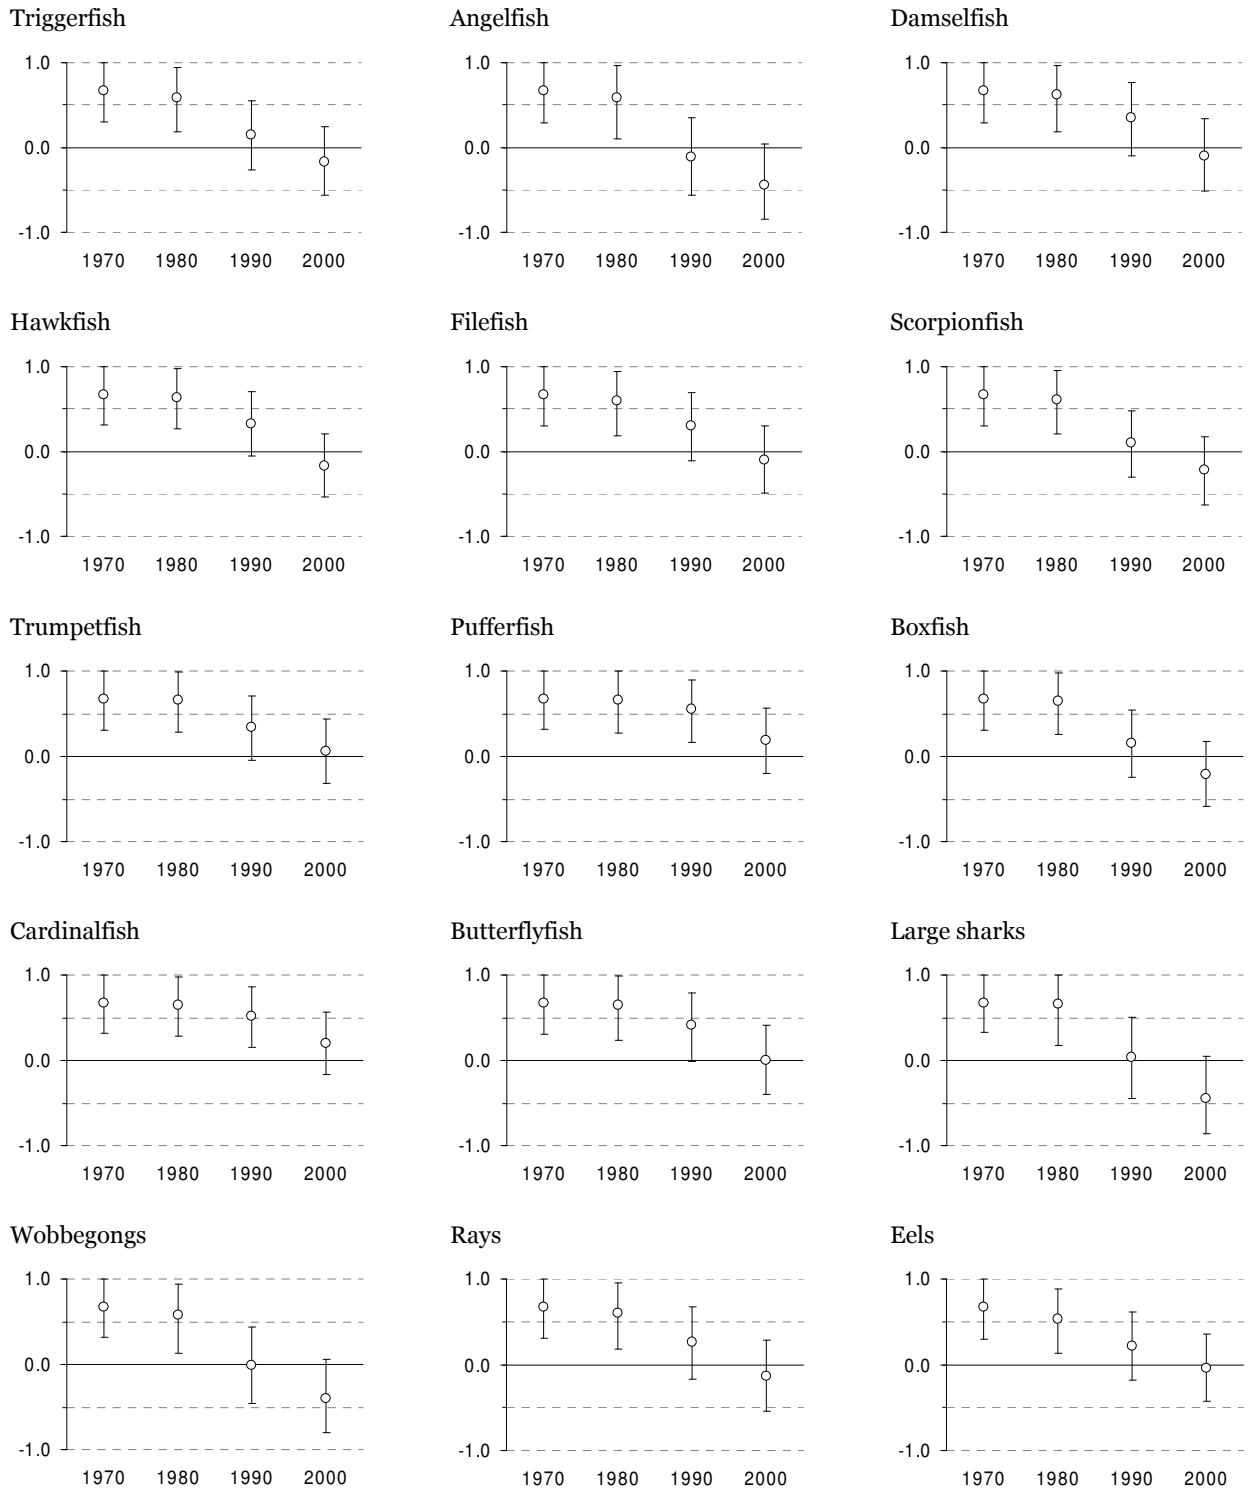 Triggerfish Angelfish Damselfish
1.0 1.0 1.0
0.0 0.0 0.0
-1.0 -1.0 -1.0
1970 1980 1990 2000 1970 1980 1990 2000 1970 1980 1990 2000
Hawkfish Filefish Scorpionfish
1.0 1.0 1.0
0.0 0.0 0.0
-1.0 -1.0 -1.0
1970 1980 1990 2000 1970 1980 1990 2000 1970 1980 1990 2000
Trumpetfish Pufferfish Boxfish
1.0 1.0 1.0
0.0 0.0 0.0
-1.0 -1.0 -1.0
1970 1980 1990 2000 1970 1980 1990 2000 1970 1980 1990 2000
Cardinalfish Butterflyfish Large sharks
1.0 1.0 1.0
0.0 0.0 0.0
-1.0 -1.0 -1.0
1970 1980 1990 2000 1970 1980 1990 2000 1970 1980 1990 2000
Wobbegongs Rays Eels
1.0 1.0 1.0
0.0 0.0 0.0
-1.0 -1.0 -1.0
1970 1980 1990 2000 1970 1980 1990 2000 1970 1980 1990 2000